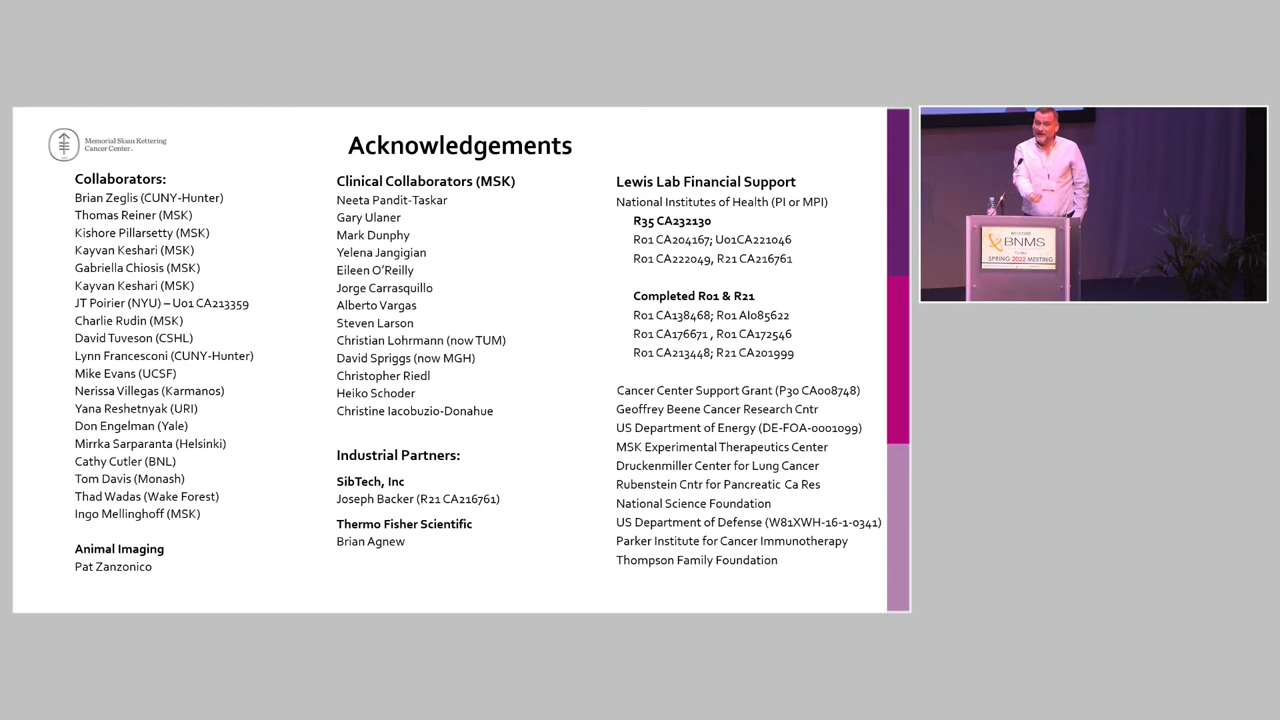 Memorial Sloan Kettering
Cancer Center
Acknowledgements
Collaborators:
Brian Zeglis (CUNY-Hunter)
Thomas Reiner (MSK)
Kishore Pillarsetty (MSK)
Kayvan Keshari (MSK)
Gabriella Chiosis (MSK)
Kayvan Keshari (MSK)
JT Poirier (NYU) – U01 CA213359
Charlie Rudin (MSK)
David Tuveson (CSHL)
Lynn Francesconi (CUNY-Hunter)
Mike Evans (UCSF)
Nerissa Villegas (Karmanos)
Yana Reshetnyak (URI)
Don Engelman (Yale)
Mirrka Sarparanta (Helsinki)
Cathy Cutler (BNL)
Tom Davis (Monash)
Thad Wadas (Wake Forest)
Ingo Mellinghoff (MSK)
Animal Imaging
Pat Zanzonico
Clinical Collaborators (MSK)
Neeta Pandit-Taskar
Gary Ulaner
Mark Dunphy
Yelena Janjigian
Eileen O’Reilly
Jorge Carrasquillo
Alberto Vargas
Steven Larson
Christian Lohrmann (now TUM)
David Spriggs (now MGH)
Christopher Riedl
Heiko Schoder
Christine Iacobuzio-Donahue
Industrial Partners:
SibTech, Inc
Joseph Backer (R21 CA216761)
Thermo Fisher Scientific
Brian Agnew
Lewis Lab Financial Support
National Institutes of Health (PI or MPI)
R35 CA232130
R01 CA204167; U01CA221046
R01 CA222049, R21 CA216761
Completed R01 & R21
R01 CA138468; R01 AI085622
R01 CA176671 , R01 CA172546
R01 CA213448; R21 CA201999
Cancer Center Support Grant (P30 CA008748)
Geoffrey Beene Cancer Research Cntr
US Department of Energy (DE-FOA-0001099)
MSK Experimental Therapeutics Center
Druckenmiller Center for Lung Cancer
Rubenstein Cntr for Pancreatic Ca Res
National Science Foundation
US Department of Defense (W81XWH-16-1-0341)
Parker Institute for Cancer Immunotherapy
Thompson Family Foundation
WELCOME
BNMS
SPRING 2022 MEETING